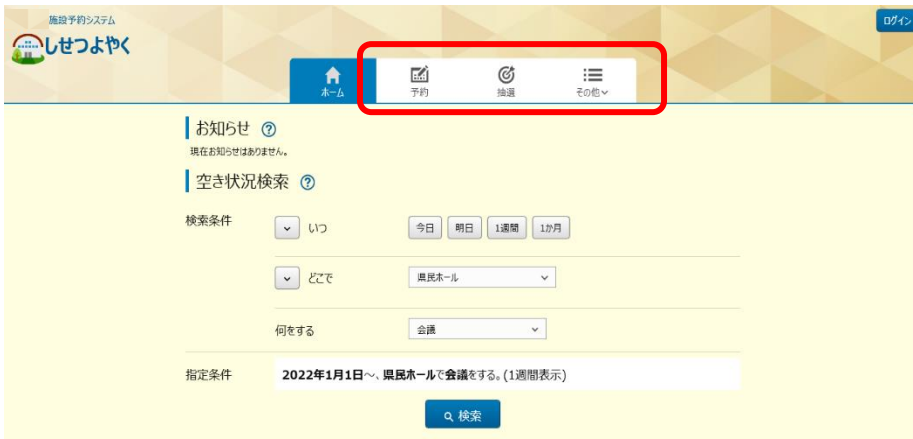 施設予約システム
しせつよやく
ログイン
ホーム
予約
抽選
その他
お知らせ ?
現在お知らせはありません。
空き状況検索 ?
検索条件
いつ
今日 明日 1週間 1か月
どこで
県民ホール
何をする
会議
指定条件
2022年1月1日～、県民ホールで会議をする。(1週間表示)
検索